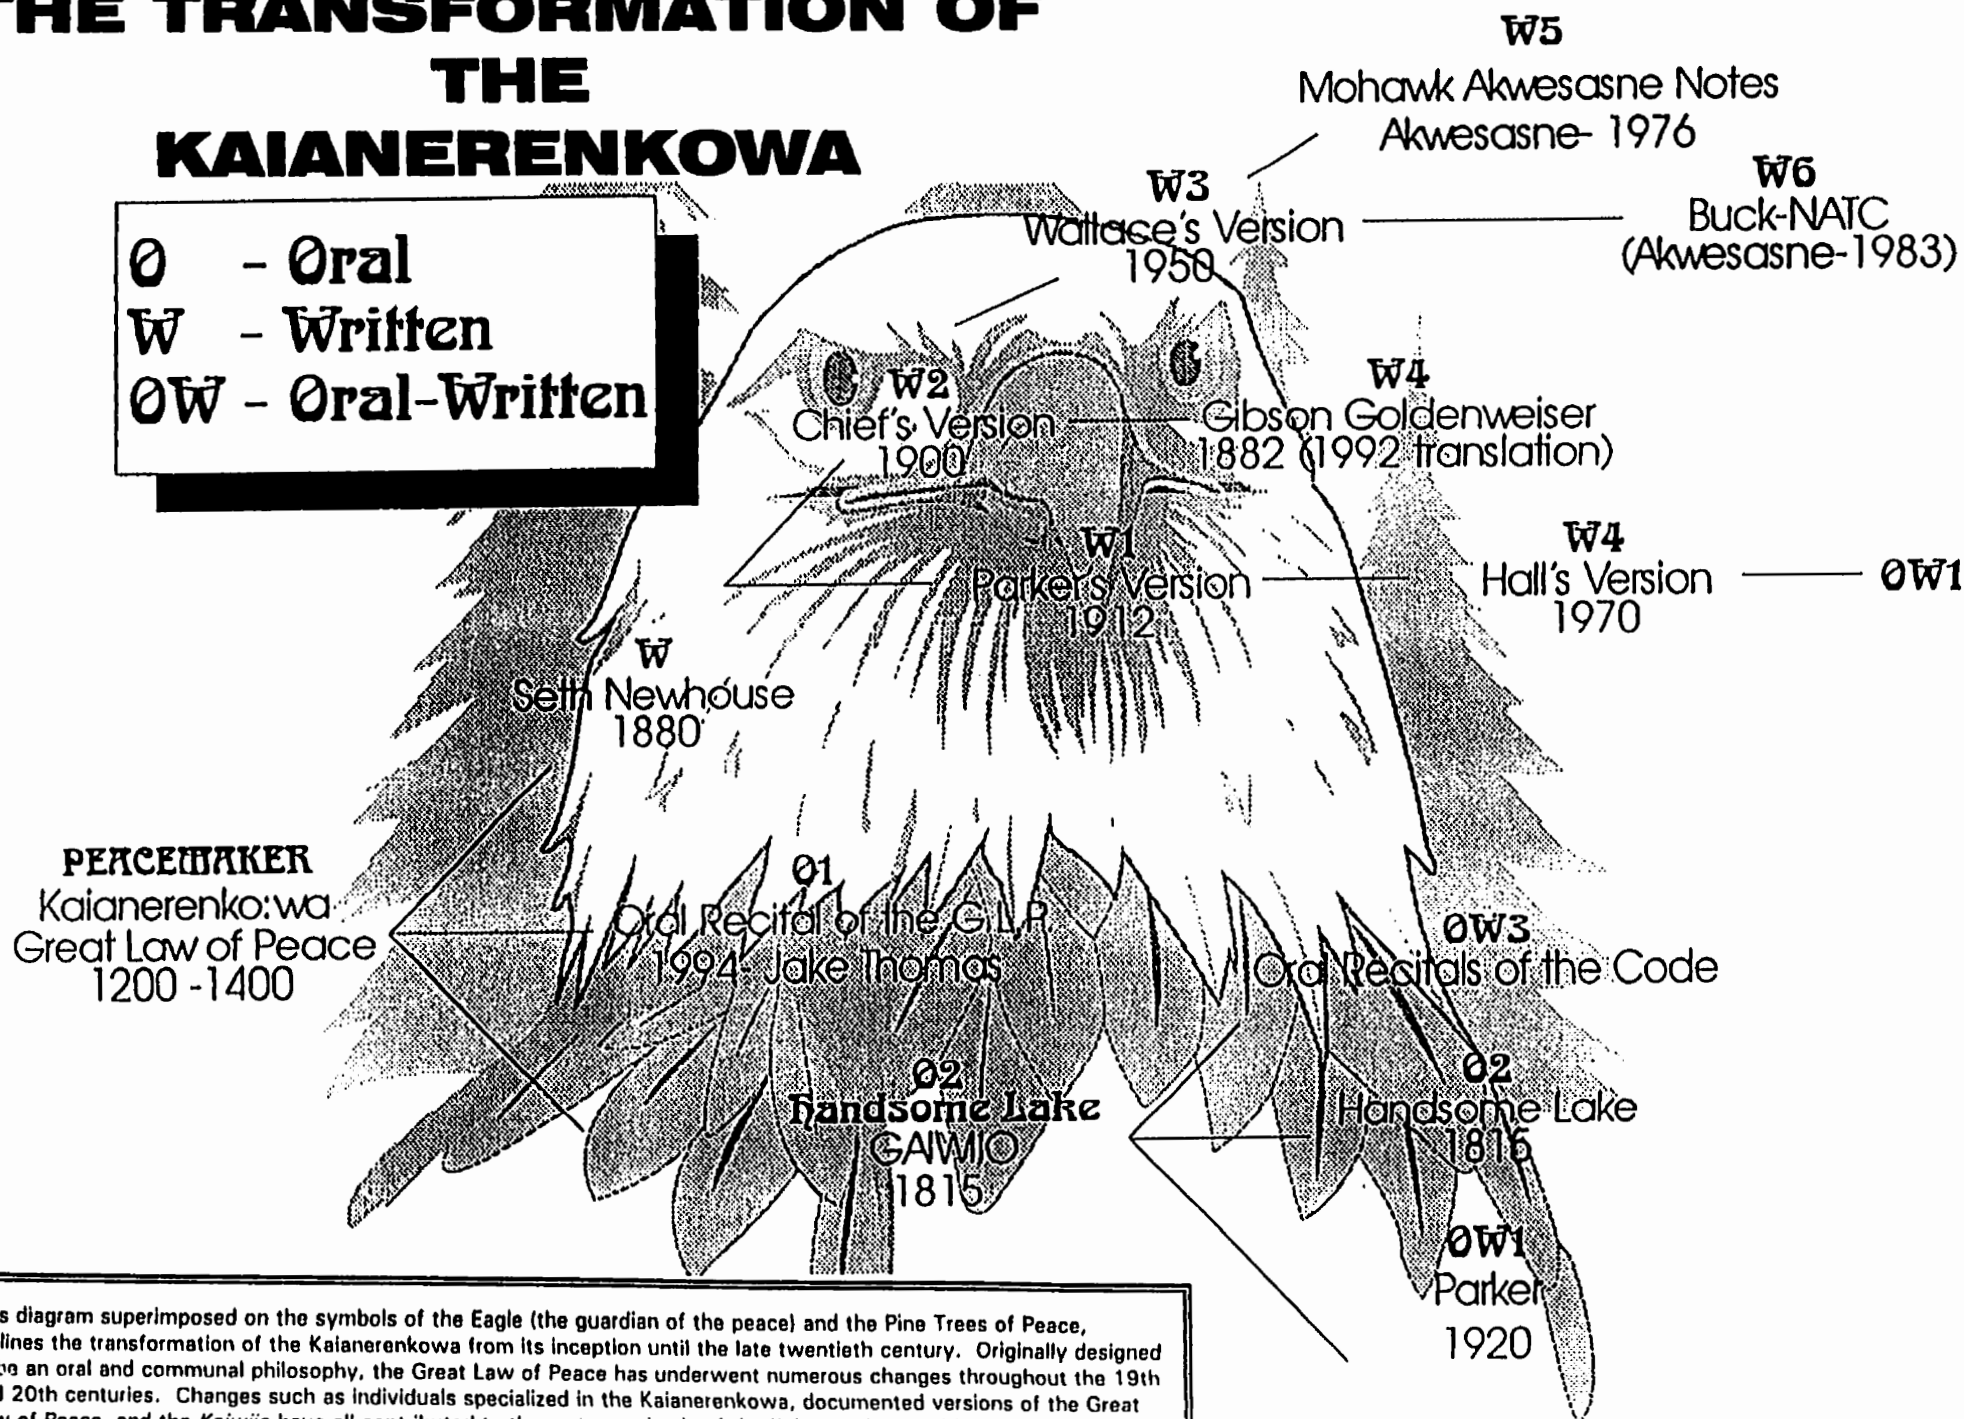 THE TRANSFORMATION OF
THE
KAIANERENKOWA
O - Oral
W - Written
OW - Oral-Written
W5
Mohawk Akwesasne Notes
Akwesasne- 1976
W6
Buck-NATC
(Akwesasne-1983)
W3
Wallace's Version
1950
W2
Chief's Version
1900
W4
Gibson Goldenweiser
1882 (1992 translation)
W1
Parker's Version
1912
W4
Hall's Version
1970
OW1
W
Seth Newhouse
1880
PEACEMAKER
Kaianerenko:wa
Great Law of Peace
1200 -1400
O1
Oral Recital of the G.L.P.
1994- Jake Thomas
OW3
Oral Recitals of the Code
O2
Handsome Lake
GAIWIIO
1815
O2
Handsome Lake
1816
OW1
Parker
1920
s diagram superimposed on the symbols of the Eagle (the guardian of the peace) and the Pine Trees of Peace,
lines the transformation of the Kaianerenkowa from its inception until the late twentieth century. Originally designed
an oral and communal philosophy, the Great Law of Peace has underwent numerous changes throughout the 19th
20th centuries. Changes such as individuals specialized in the Kaianerenkowa, documented versions of the Great